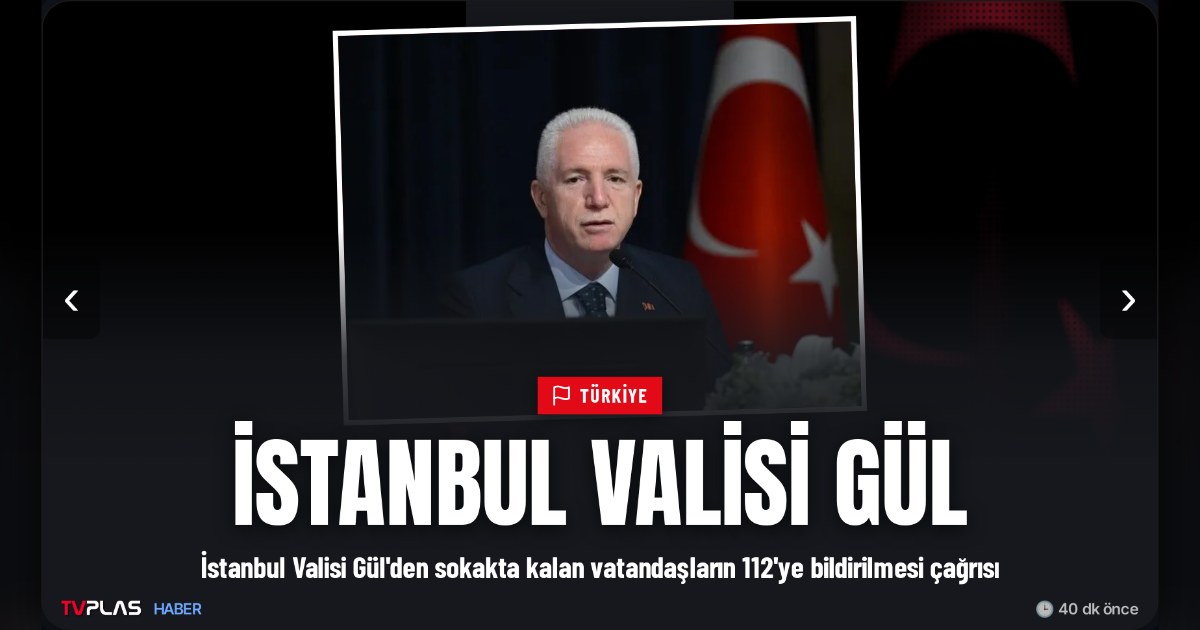 TÜRKİYE
İSTANBUL VALİSİ GÜL
İstanbul Valisi Gül'den sokakta kalan vatandaşların 112'ye bildirilmesi çağrısı
TVPLAS HABER
40 dk önce